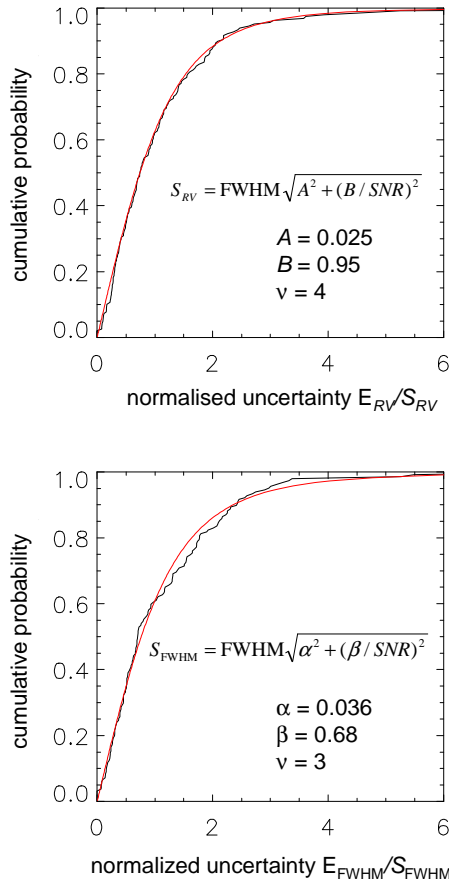 1.0
0.8
0.6
0.4
0.2
0.0
cumulative probability
S_RV = FWHM√A² + (B / SNR)²
A = 0.025
B = 0.95
ν = 4
0 2 4 6
normalised uncertainty E_RV/S_RV
1.0
0.8
0.6
0.4
0.2
0.0
cumulative probability
S_FWHM = FWHM√α² + (β / SNR)²
α = 0.036
β = 0.68
ν = 3
0 2 4 6
normalized uncertainty E_FWHM/S_FWHM